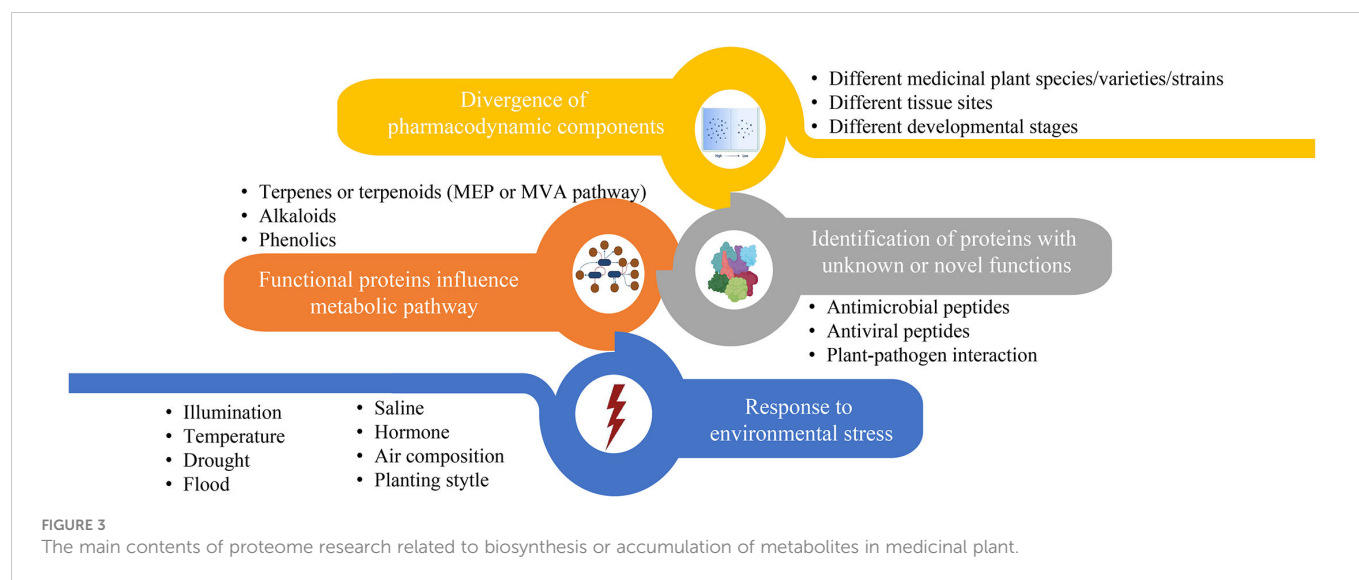 Divergence of
pharmacodynamic components
High
Low
• Different medicinal plant species/varieties/strains
• Different tissue sites
• Different developmental stages
• Terpenes or terpenoids (MEP or MVA pathway)
• Alkaloids
• Phenolics
Functional proteins influence
metabolic pathway
Identification of proteins with
unknown or novel functions
• Antimicrobial peptides
• Antiviral peptides
• Plant-pathogen interaction
• Illumination
• Temperature
• Drought
• Flood
• Saline
• Hormone
• Air composition
• Planting stytle
Response to
environmental stress
FIGURE 3
The main contents of proteome research related to biosynthesis or accumulation of metabolites in medicinal plant.